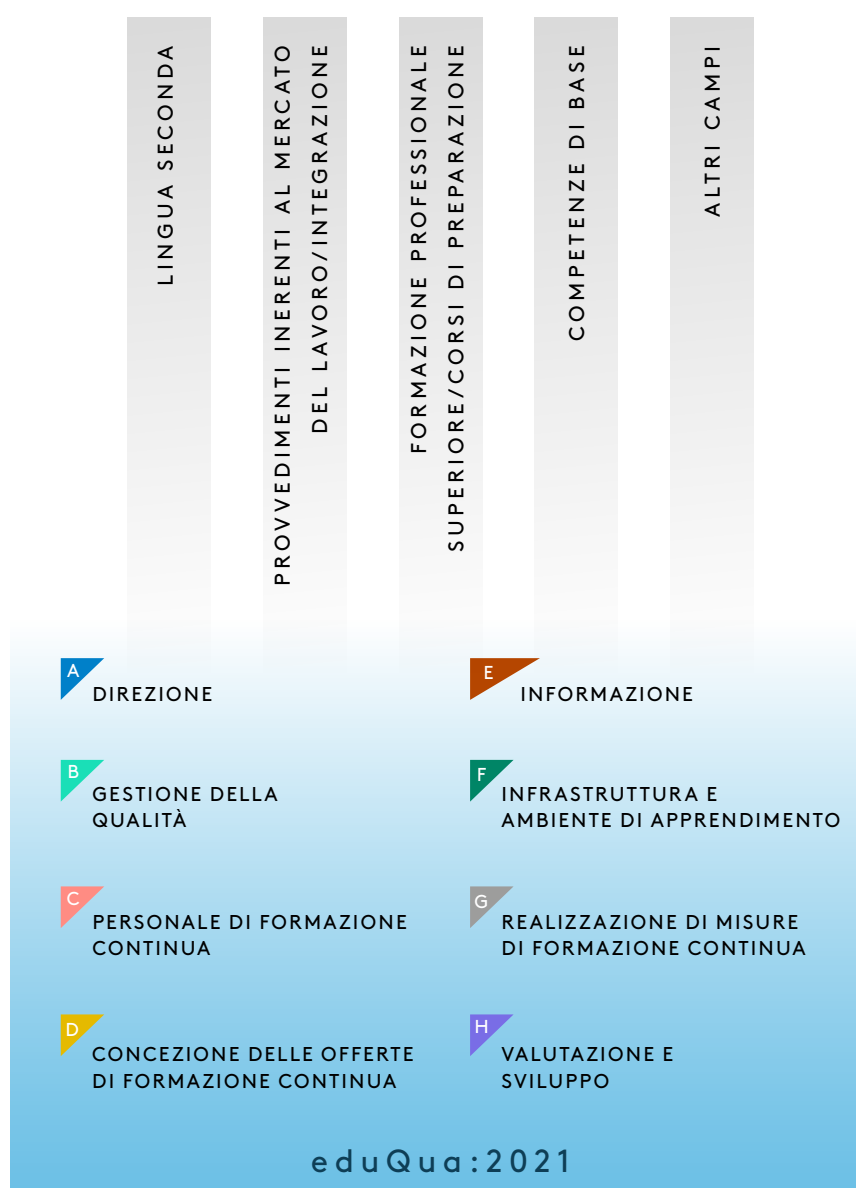 LINGUA SECONDA
PROVVEDIMENTI INERENTI AL MERCATO
DEL LAVORO/INTEGRAZIONE
FORMAZIONE PROFESSIONALE
SUPERIORE/CORSI DI PREPARAZIONE
COMPETENZE DI BASE
ALTRI CAMPI
A
DIREZIONE
B
GESTIONE DELLA
QUALITÀ
C
PERSONALE DI FORMAZIONE
CONTINUA
D
CONCEZIONE DELLE OFFERTE
DI FORMAZIONE CONTINUA
E
INFORMAZIONE
F
INFRASTRUTTURA E
AMBIENTE DI APPRENDIMENTO
G
REALIZZAZIONE DI MISURE
DI FORMAZIONE CONTINUA
H
VALUTAZIONE E
SVILUPPO
eduQua:2021